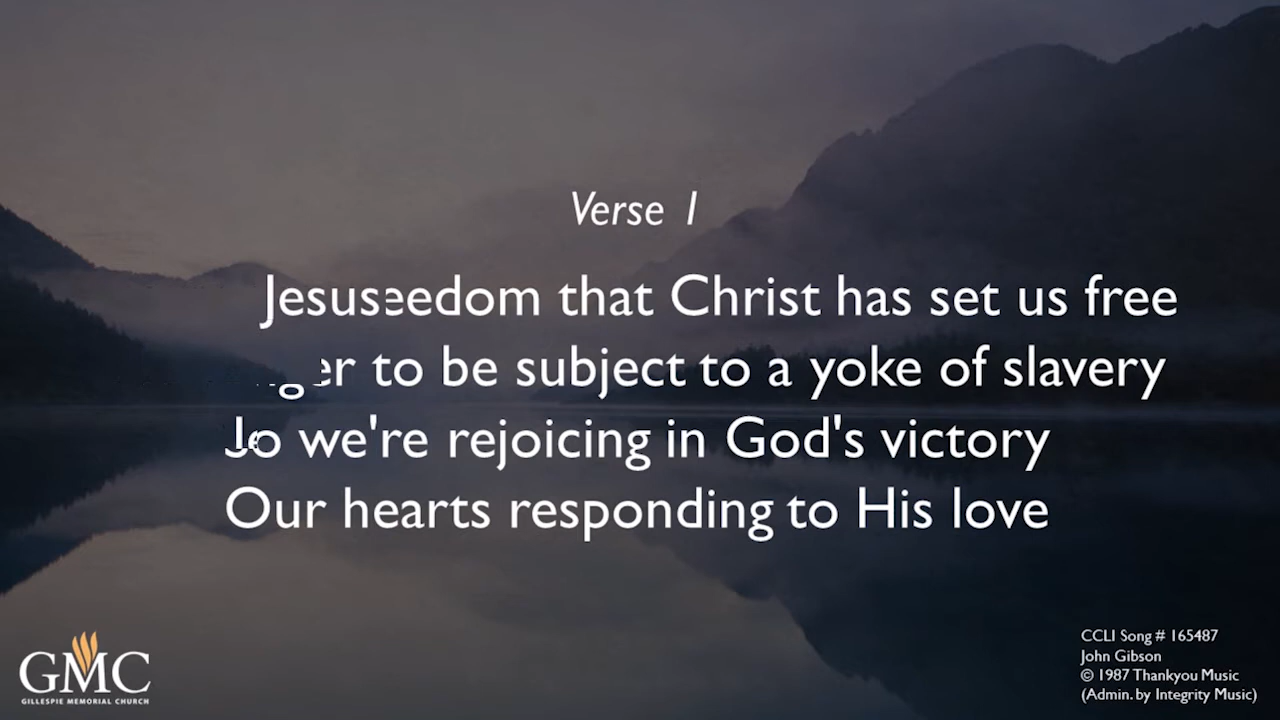 Verse 1
Jesus that Christ has set us free
to be subject to a yoke of slavery
we're rejoicing in God's victory
Our hearts responding to His love
GMC
GILLESPIE MEMORIAL CHURCH
CCLI Song # 165487
John Gibson
© 1987 Thankyou Music
(Admin. by Integrity Music)